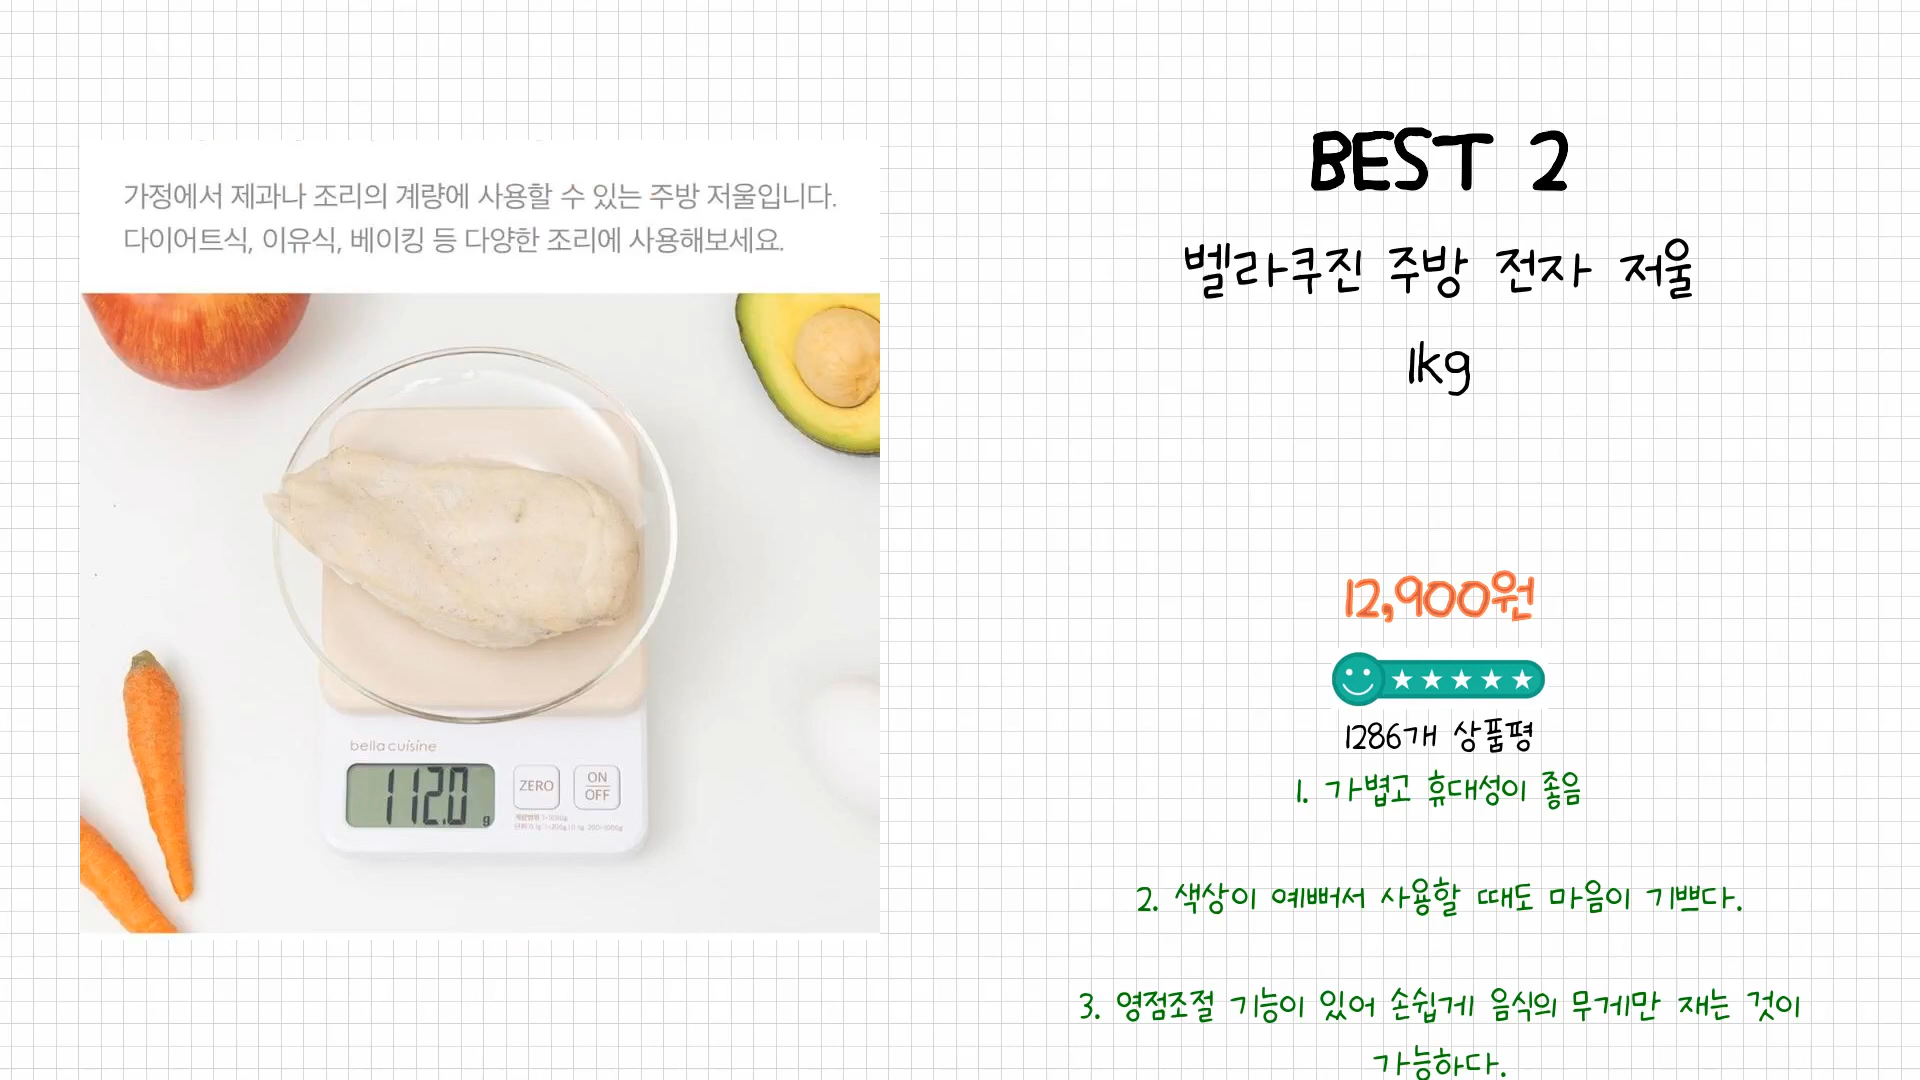 가정에서 제과나 조리의 계량에 사용할 수 있는 주방 저울입니다.
다이어트식, 이유식, 베이킹 등 다양한 조리에 사용해보세요.
bella cuisine
112.0 g
ZERO
ON
OFF
BEST 2
벨라쿠진 주방 전자 저울
1kg
12,900원
1286개 상품평
1. 가볍고 휴대성이 좋음
2. 색상이 예뻐서 사용할 때도 마음이 기쁘다.
3. 영점조절 기능이 있어 손쉽게 음식의 무게만 재는 것이
가능하다.